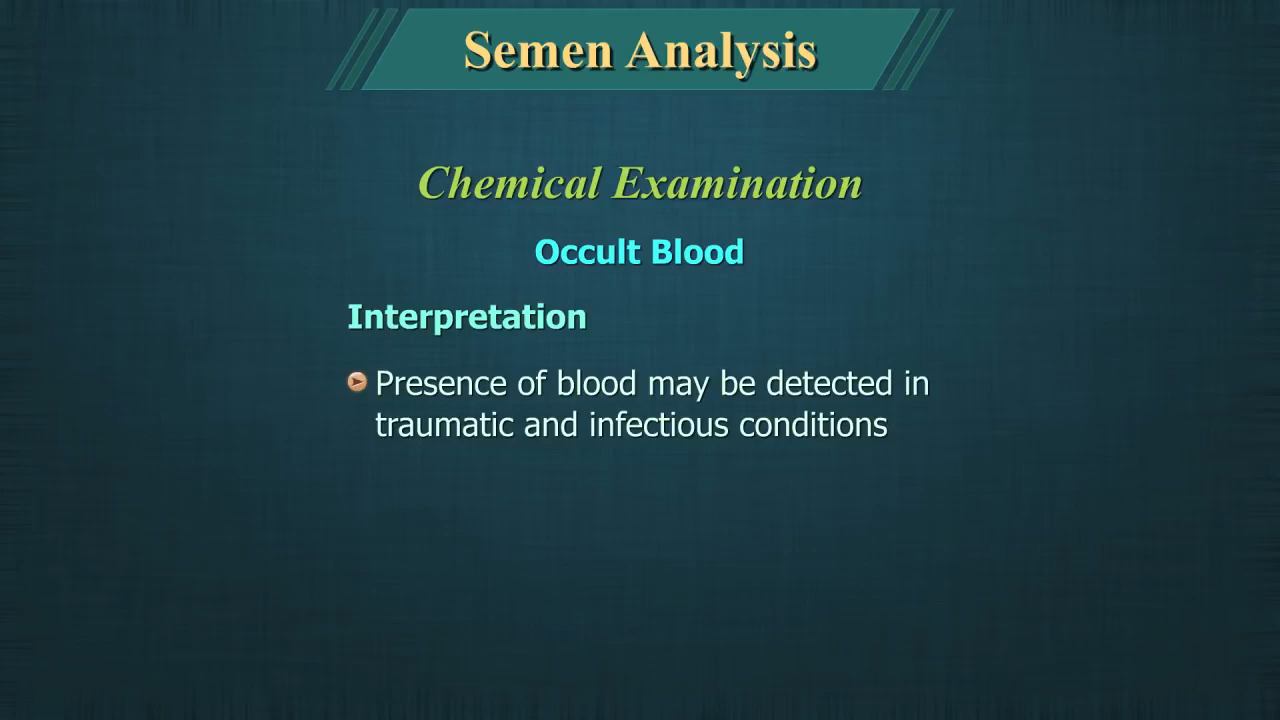 Semen Analysis
Chemical Examination
Occult Blood
Interpretation
Presence of blood may be detected in
traumatic and infectious conditions